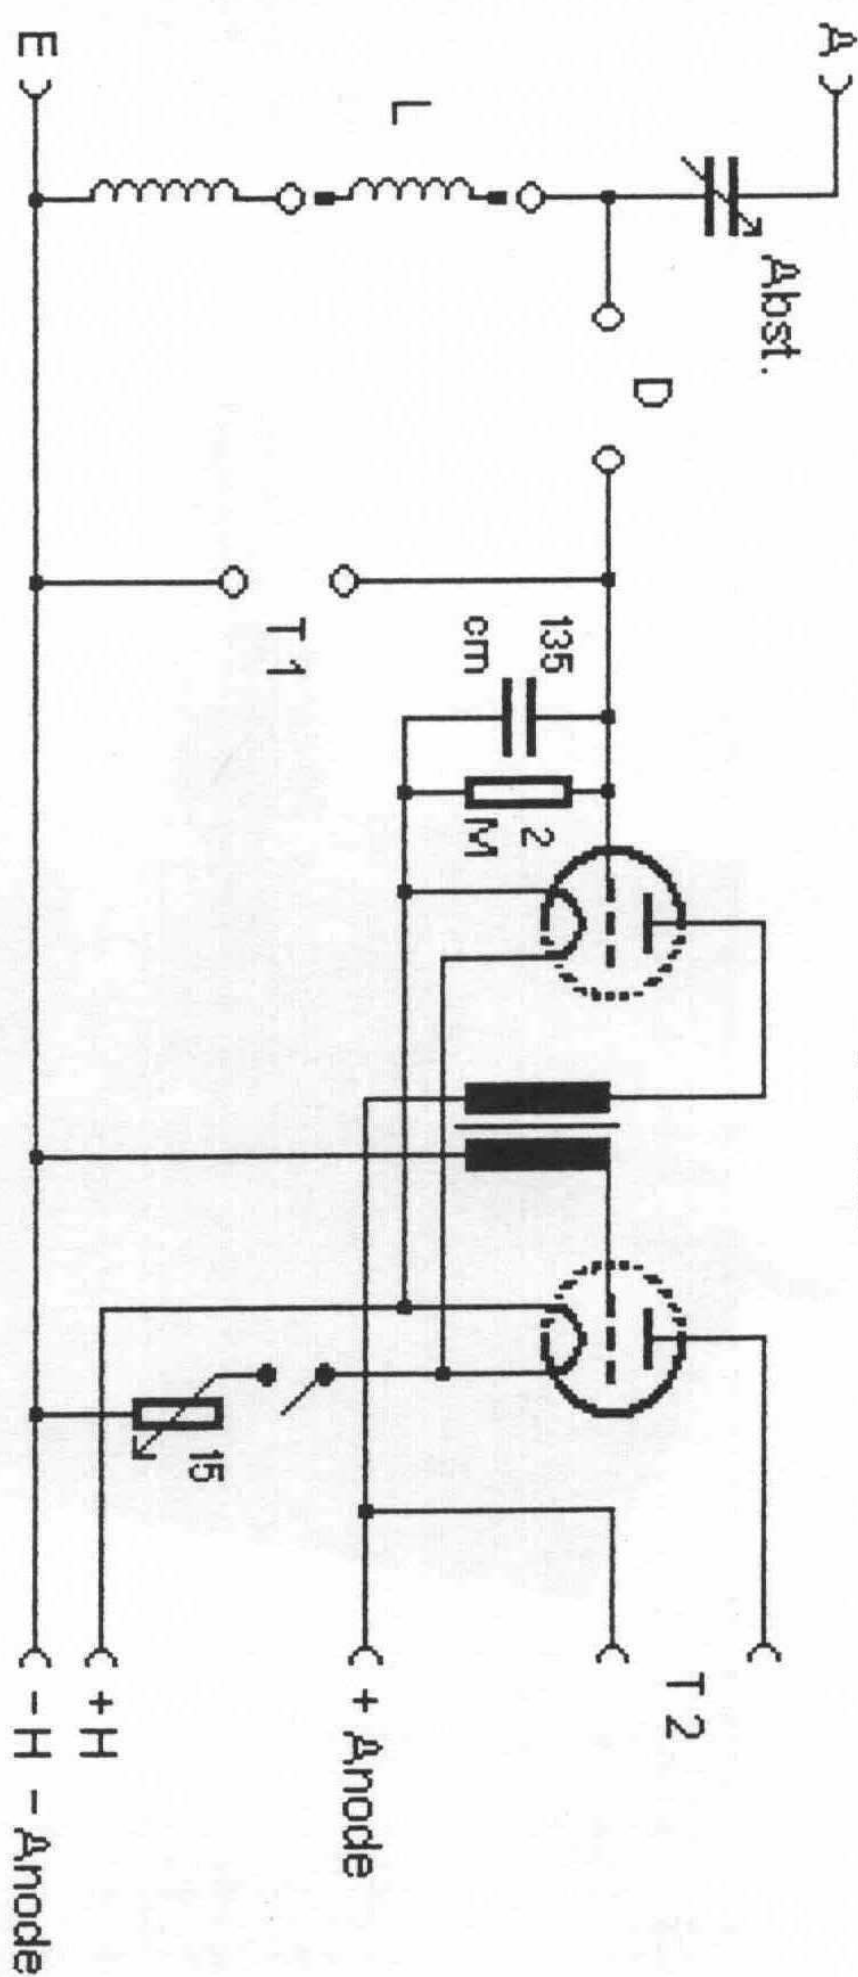 A
Abst.
D
E
L
T 1
135
cm
2
M
15
T 2
+ Anode
+ H
- H - Anode